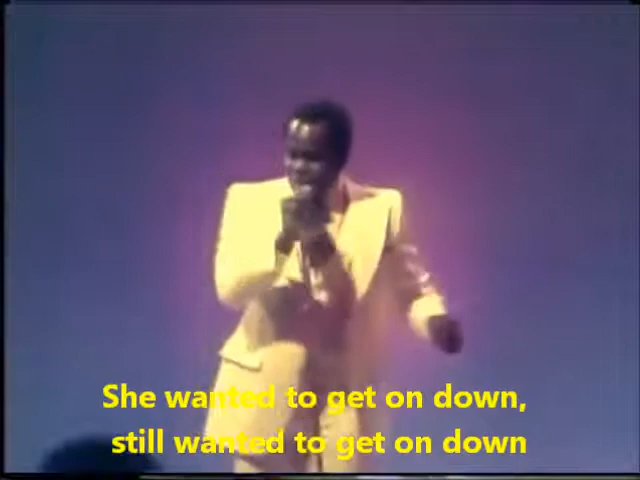 She wanted to get on down,
still wanted to get on down